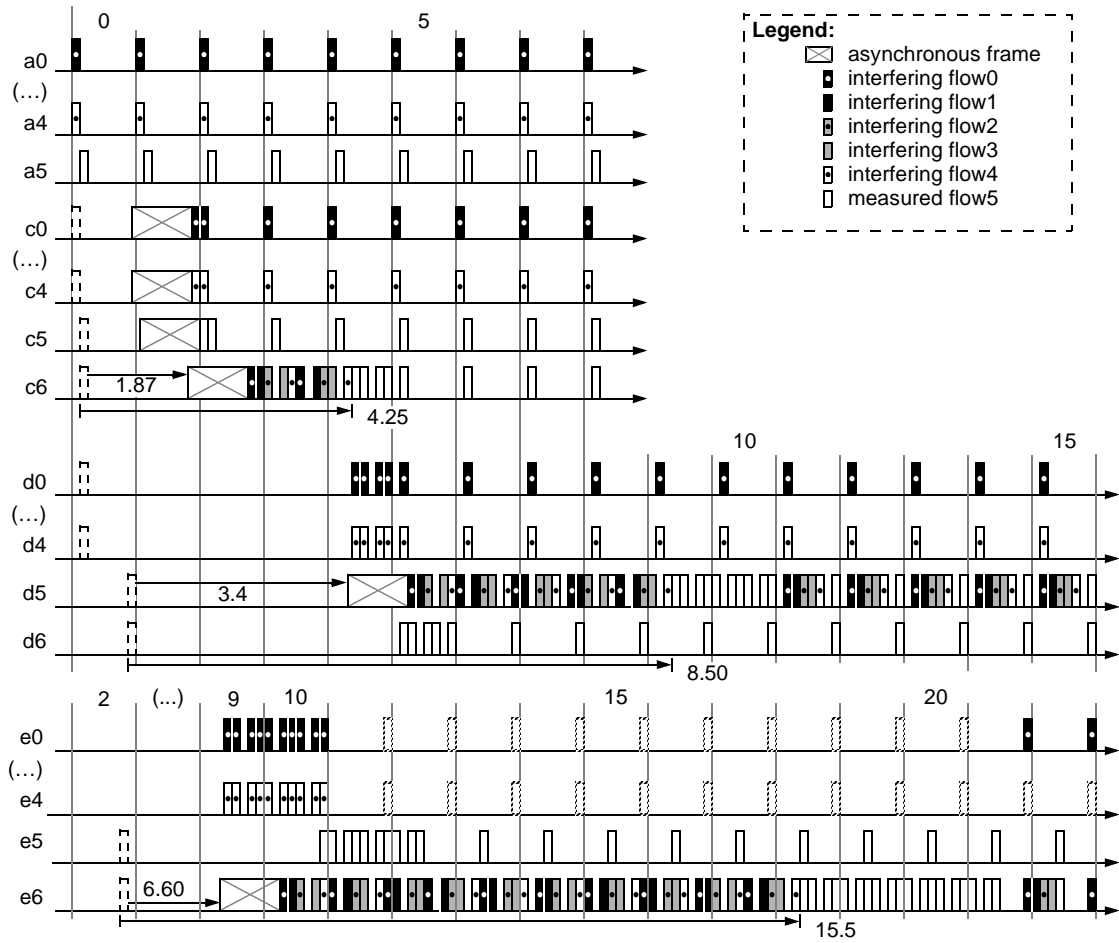 0 5
Legend:
asynchronous frame
interfering flow0
interfering flow1
interfering flow2
interfering flow3
interfering flow4
measured flow5
a0
(…)
a4
a5
c0
(…)
c4
c5
c6
1.87
4.25
10 15
d0
(…)
d4
d5
3.4
d6
8.50
2 (...) 9 10 15 20
e0
(…)
e4
e5
e6
6.60
15.5